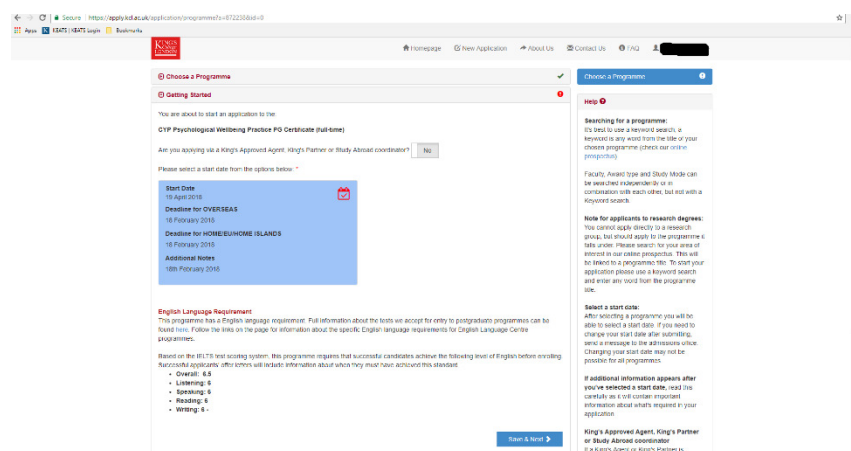 Secure | https://apply.kcl.ac.uk/application/programme?s=972235&id=0
Apps KEATS | KEATS Login Bookmarks
KING'S
College
LONDON
Homepage New Application About Us Contact Us FAQ
Choose a Programme
Getting Started
You are about to start an application to the:
CYP Psychological Wellbeing Practice PG Certificate (full-time)
Are you applying via a King's Approved Agent, King's Partner or Study Abroad coordinator? No
Please select a start date from the options below: *
Start Date
19 April 2018
Deadline for OVERSEAS
18 February 2018
Deadline for HOME/EU/HOME ISLANDS
18 February 2018
Additional Notes
18th February 2018
English Language Requirement
This programme has a English language requirement. Full information about the tests we accept for entry to postgraduate programmes can be
found here. Follow the links on the page for information about the specific English language requirements for English Language Centre
programmes.
Based on the IELTS test scoring system, this programme requires that successful candidates achieve the following level of English before enrolling.
Successful applicants' offer letters will include information about when they must have achieved this standard.
• Overall: 6.5
• Listening: 6
• Speaking: 6
• Reading: 6
• Writing: 6 -
Save & Next
Choose a Programme
Help
Searching for a programme:
It's best to use a keyword search, a
keyword is any word from the title of your
chosen programme (check our online
prospectus).
Faculty, Award type and Study Mode can
be searched independently or in
combination with each other, but not with a
Keyword search.
Note for applicants to research degrees:
You cannot apply directly to a research
group, but should apply to the programme it
falls under. Please search for your area of
interest in our online prospectus. This will
be linked to a programme title. To start your
application please use a keyword search
and enter any word from the programme
title.
Select a start date:
After selecting a programme you will be
able to select a start date. If you need to
change your start date after submitting,
send a message to the admissions office.
Changing your start date may not be
possible for all programmes.
If additional information appears after
you've selected a start date, read this
carefully as it will contain important
information about what's required in your
application.
King's Approved Agent, King's Partner
or Study Abroad coordinator
If a King's Agent or King's Partner is